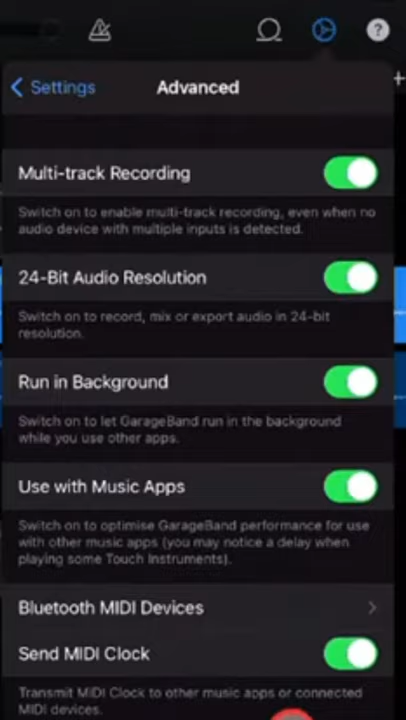 ?
Settings
Advanced
+
Multi-track Recording
Switch on to enable multi-track recording, even when no
audio device with multiple inputs is detected.
24-Bit Audio Resolution
Switch on to record, mix or export audio in 24-bit
resolution.
Run in Background
Switch on to let GarageBand run in the background
while you use other apps.
Use with Music Apps
Switch on to optimise GarageBand performance for use
with other music apps (you may notice a delay when
playing some Touch Instruments).
Bluetooth MIDI Devices
Send MIDI Clock
Transmit MIDI Clock to other music apps or connected
MIDI devices.